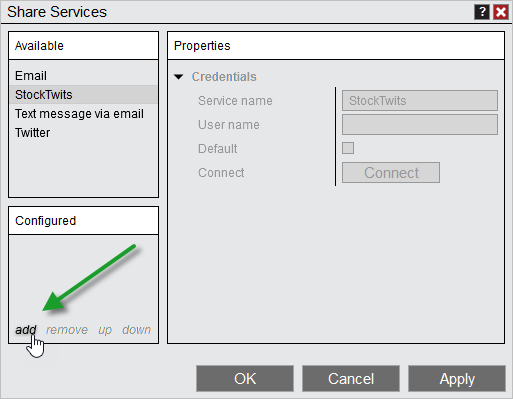 Share Services
?
Available
Email
StockTwits
Text message via email
Twitter
Configured
add remove up down
Properties
Credentials
Service name StockTwits
User name
Default
Connect Connect
OK Cancel Apply